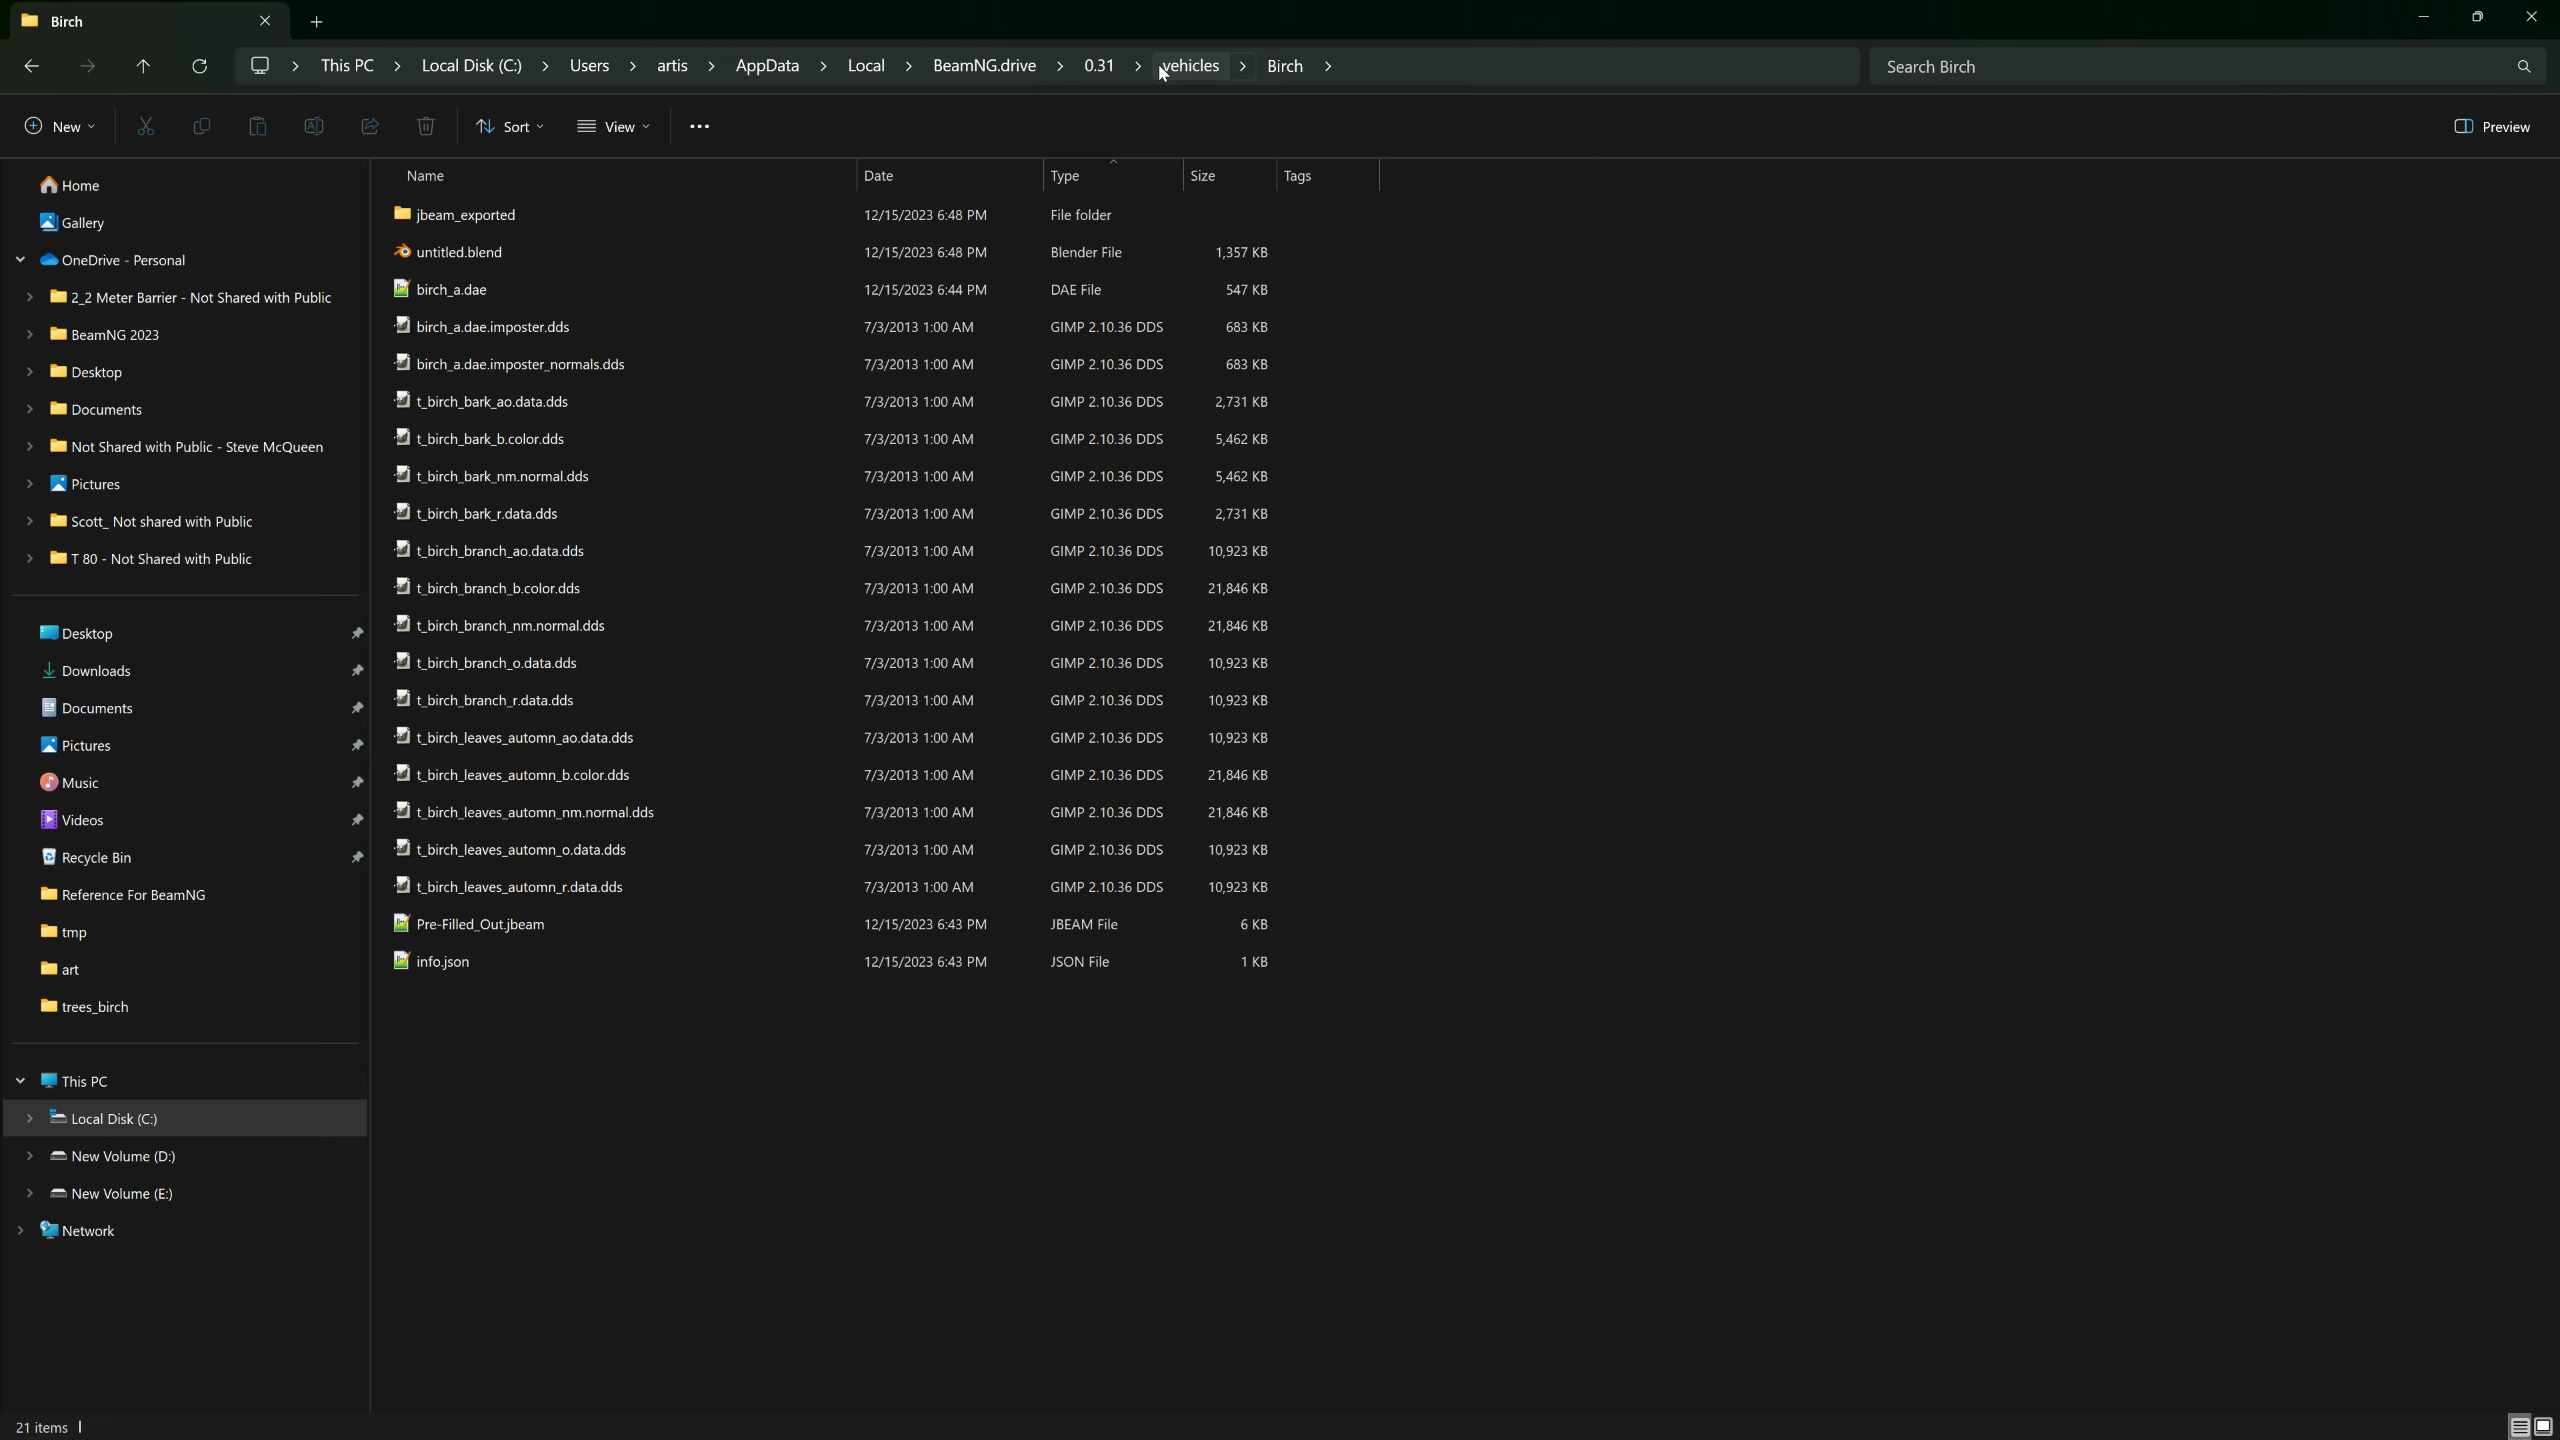 Birch
This PC > Local Disk (C:) > Users > artis > AppData > Local > BeamNG.drive > 0.31 > vehicles > Birch >
Search Birch
New
Sort
View
Preview
Name Date Type Size Tags
Home
Gallery
OneDrive - Personal
2_2 Meter Barrier - Not Shared with Public
BeamNG 2023
Desktop
Documents
Not Shared with Public - Steve McQueen
Pictures
Scott_ Not shared with Public
T 80 - Not Shared with Public
Desktop
Downloads
Documents
Pictures
Music
Videos
Recycle Bin
Reference For BeamNG
tmp
art
trees_birch
This PC
Local Disk (C:)
New Volume (D:)
New Volume (E:)
Network
jbeam_exported 12/15/2023 6:48 PM File folder
untitled.blend 12/15/2023 6:48 PM Blender File 1,357 KB
birch_a.dae 12/15/2023 6:44 PM DAE File 547 KB
birch_a.dae.imposter.dds 7/3/2013 1:00 AM GIMP 2.10.36 DDS 683 KB
birch_a.dae.imposter_normals.dds 7/3/2013 1:00 AM GIMP 2.10.36 DDS 683 KB
t_birch_bark_ao.data.dds 7/3/2013 1:00 AM GIMP 2.10.36 DDS 2,731 KB
t_birch_bark_b.color.dds 7/3/2013 1:00 AM GIMP 2.10.36 DDS 5,462 KB
t_birch_bark_nm.normal.dds 7/3/2013 1:00 AM GIMP 2.10.36 DDS 5,462 KB
t_birch_bark_r.data.dds 7/3/2013 1:00 AM GIMP 2.10.36 DDS 2,731 KB
t_birch_branch_ao.data.dds 7/3/2013 1:00 AM GIMP 2.10.36 DDS 10,923 KB
t_birch_branch_b.color.dds 7/3/2013 1:00 AM GIMP 2.10.36 DDS 21,846 KB
t_birch_branch_nm.normal.dds 7/3/2013 1:00 AM GIMP 2.10.36 DDS 21,846 KB
t_birch_branch_o.data.dds 7/3/2013 1:00 AM GIMP 2.10.36 DDS 10,923 KB
t_birch_branch_r.data.dds 7/3/2013 1:00 AM GIMP 2.10.36 DDS 10,923 KB
t_birch_leaves_automn_ao.data.dds 7/3/2013 1:00 AM GIMP 2.10.36 DDS 10,923 KB
t_birch_leaves_automn_b.color.dds 7/3/2013 1:00 AM GIMP 2.10.36 DDS 21,846 KB
t_birch_leaves_automn_nm.normal.dds 7/3/2013 1:00 AM GIMP 2.10.36 DDS 21,846 KB
t_birch_leaves_automn_o.data.dds 7/3/2013 1:00 AM GIMP 2.10.36 DDS 10,923 KB
t_birch_leaves_automn_r.data.dds 7/3/2013 1:00 AM GIMP 2.10.36 DDS 10,923 KB
Pre-Filled_Out.jbeam 12/15/2023 6:43 PM JBEAM File 6 KB
info.json 12/15/2023 6:43 PM JSON File 1 KB
21 items